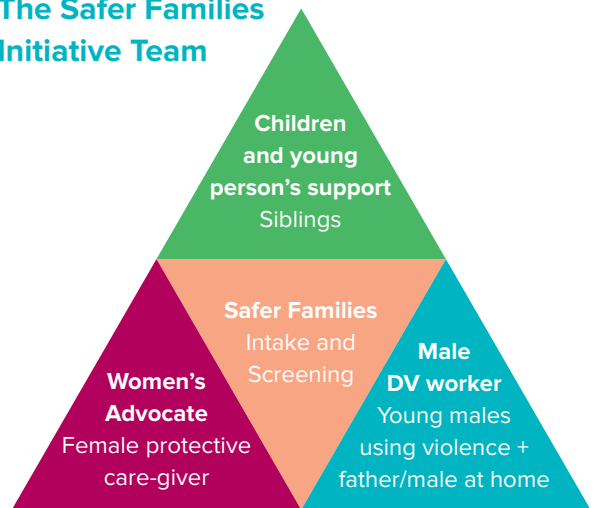 The Safer Families
Initiative Team
Children
and young
person's support
Siblings
Safer Families
Intake and
Screening
Women's
Advocate
Female protective
care-giver
Male
DV worker
Young males
using violence +
father/male at home